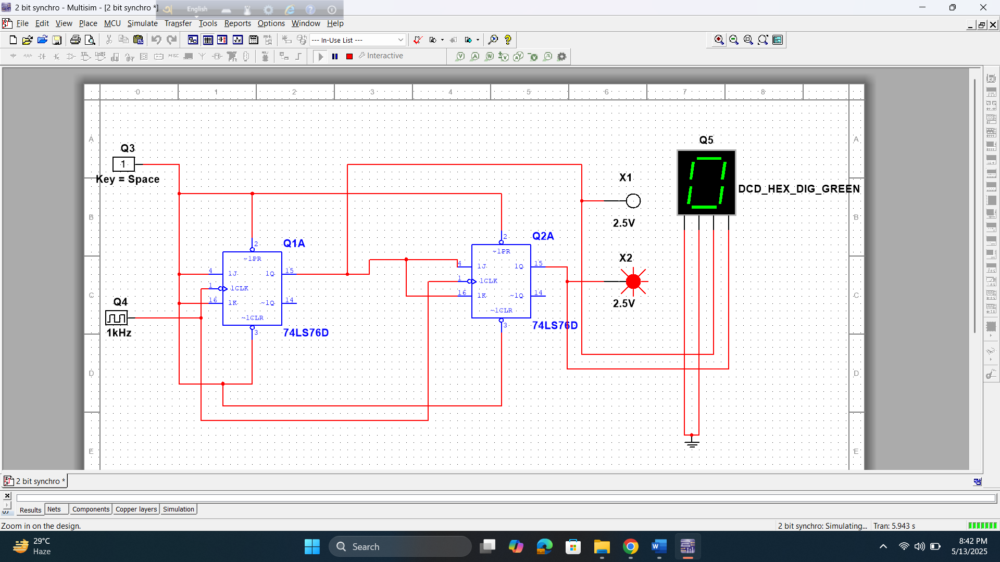 2 bit synchro - Multisim - [2 bit synchro *]
English
File Edit View Place MCU Simulate Transfer Tools Reports Options Window Help
--- In-Use List ---
MISC
Interactive
0 1 2 3 4 5 6 7 8
A A
Q5
Q3
1
Key = Space
X1
DCD_HEX_DIG_GREEN
B B
2.5V
Q1A
Q2A
2
~1PR
2
~1PR
X2
4 1J 1Q 15
4 1J 1Q 15
1 1CLK
1 1CLK
16 1K ~1Q 14
16 1K ~1Q 14
C C
Q4
2.5V
~1CLR
~1CLR
3
3
1kHz
74LS76D
74LS76D
D D
E E
2 bit synchro *
Results Nets Components Copper layers Simulation
Zoom in on the design.
2 bit synchro: Simulating... Tran: 5.943 s
29°C
Haze
Search
8:42 PM
5/13/2025